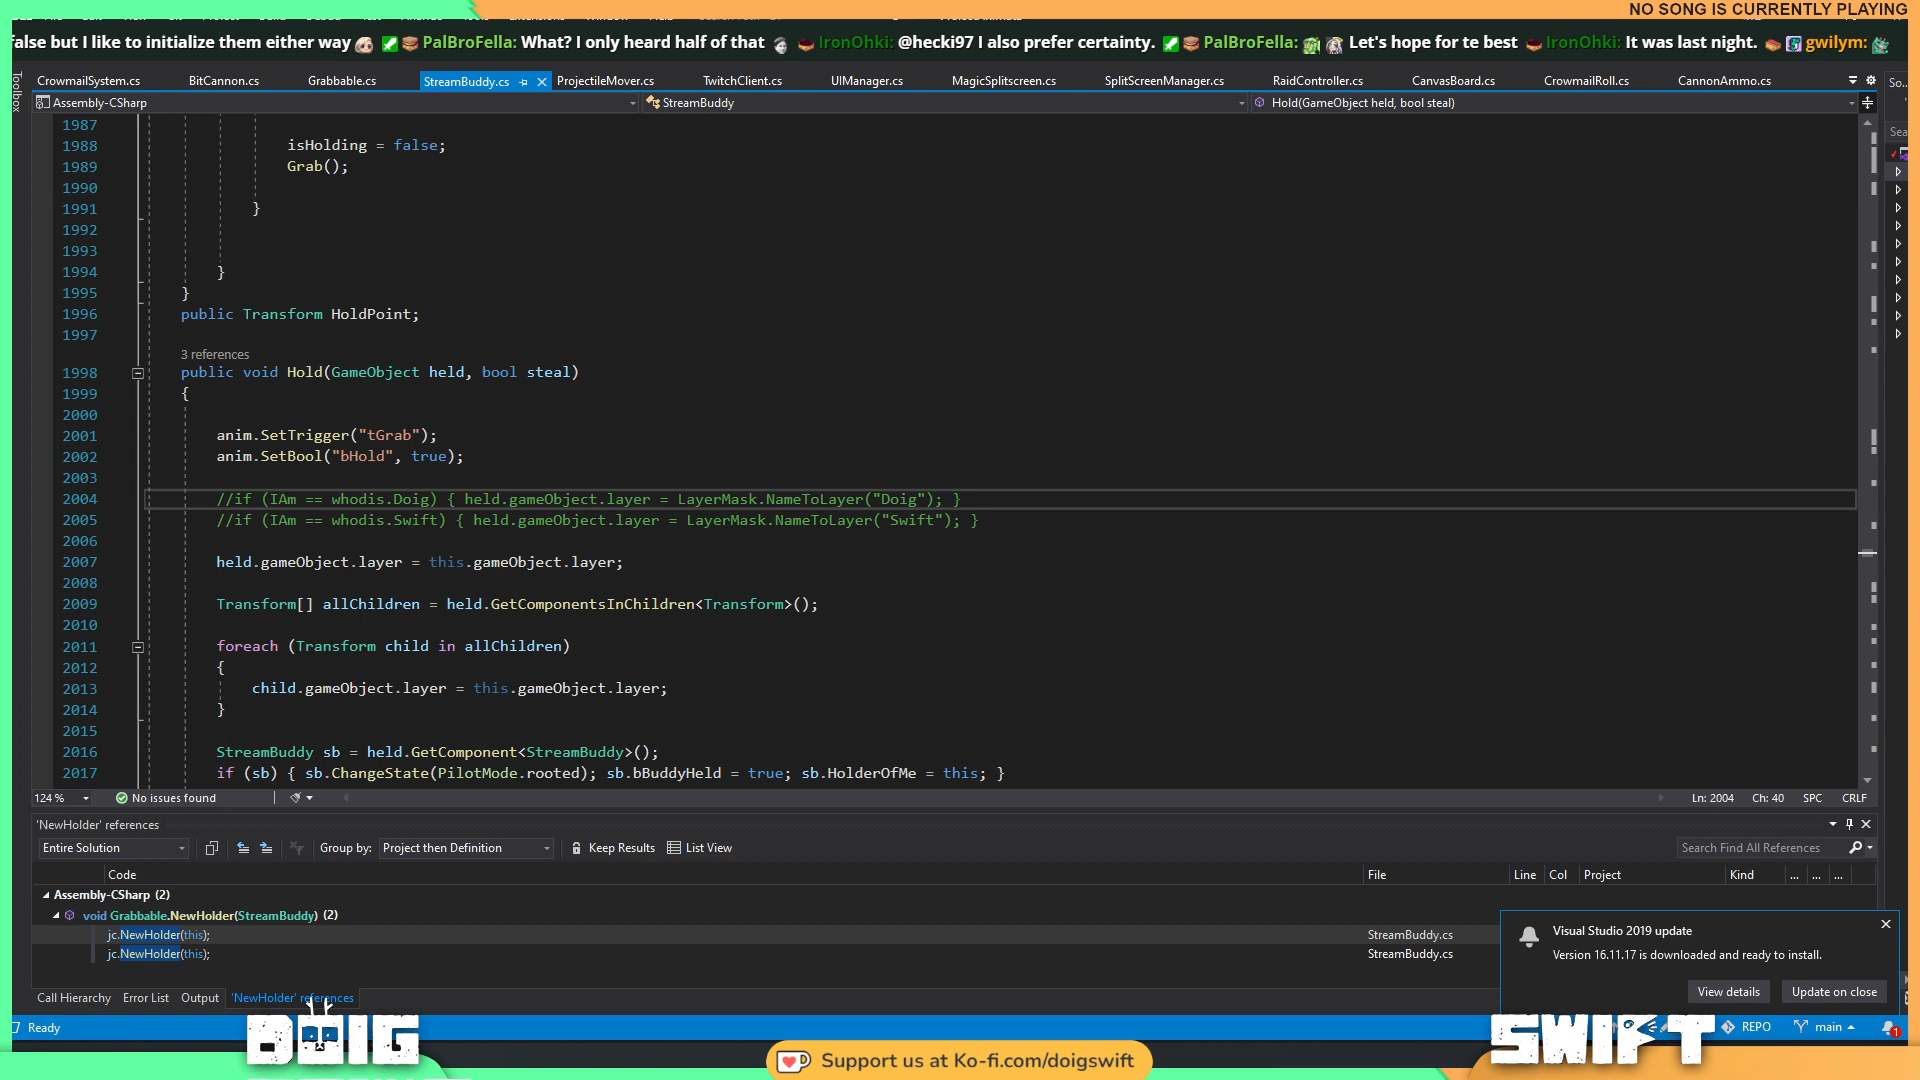 NO SONG IS CURRENTLY PLAYING
false but I like to initialize them either way PalBroFella: What? I only heard half of that IronOhki: @hecki97 I also prefer certainty. PalBroFella: Let's hope for te best IronOhki: It was last night. gwilym:
CrowmailSystem.cs BitCannon.cs Grabbable.cs StreamBuddy.cs ProjectileMover.cs TwitchClient.cs UIManager.cs MagicSplitscreen.cs SplitScreenManager.cs RaidController.cs CanvasBoard.cs CrowmailRoll.cs CannonAmmo.cs So...
Toolbox
Assembly-CSharp StreamBuddy Hold(GameObject held, bool steal)
Sea
1987
1988 isHolding = false;
1989 Grab();
1990
1991 }
1992
1993
1994 }
1995 }
1996 public Transform HoldPoint;
1997
3 references
1998 public void Hold(GameObject held, bool steal)
1999 {
2000
2001 anim.SetTrigger("tGrab");
2002 anim.SetBool("bHold", true);
2003
2004 //if (IAm == whodis.Doig) { held.gameObject.layer = LayerMask.NameToLayer("Doig"); }
2005 //if (IAm == whodis.Swift) { held.gameObject.layer = LayerMask.NameToLayer("Swift"); }
2006
2007 held.gameObject.layer = this.gameObject.layer;
2008
2009 Transform[] allChildren = held.GetComponentsInChildren<Transform>();
2010
2011 foreach (Transform child in allChildren)
2012 {
2013 child.gameObject.layer = this.gameObject.layer;
2014 }
2015
2016 StreamBuddy sb = held.GetComponent<StreamBuddy>();
2017 if (sb) { sb.ChangeState(PilotMode.rooted); sb.bBuddyHeld = true; sb.HolderOfMe = this; }
124 % No issues found Ln: 2004 Ch: 40 SPC CRLF
'NewHolder' references
Entire Solution Group by: Project then Definition Keep Results List View Search Find All References
Code File Line Col Project Kind ... ... ...
Assembly-CSharp (2)
void Grabbable.NewHolder(StreamBuddy) (2)
jc.NewHolder(this); StreamBuddy.cs
jc.NewHolder(this); StreamBuddy.cs
Visual Studio 2019 update
Version 16.11.17 is downloaded and ready to install.
View details Update on close
Call Hierarchy Error List Output 'NewHolder' references
Ready REPO main 1
DOIG SWIFT
Support us at Ko-fi.com/doigswift